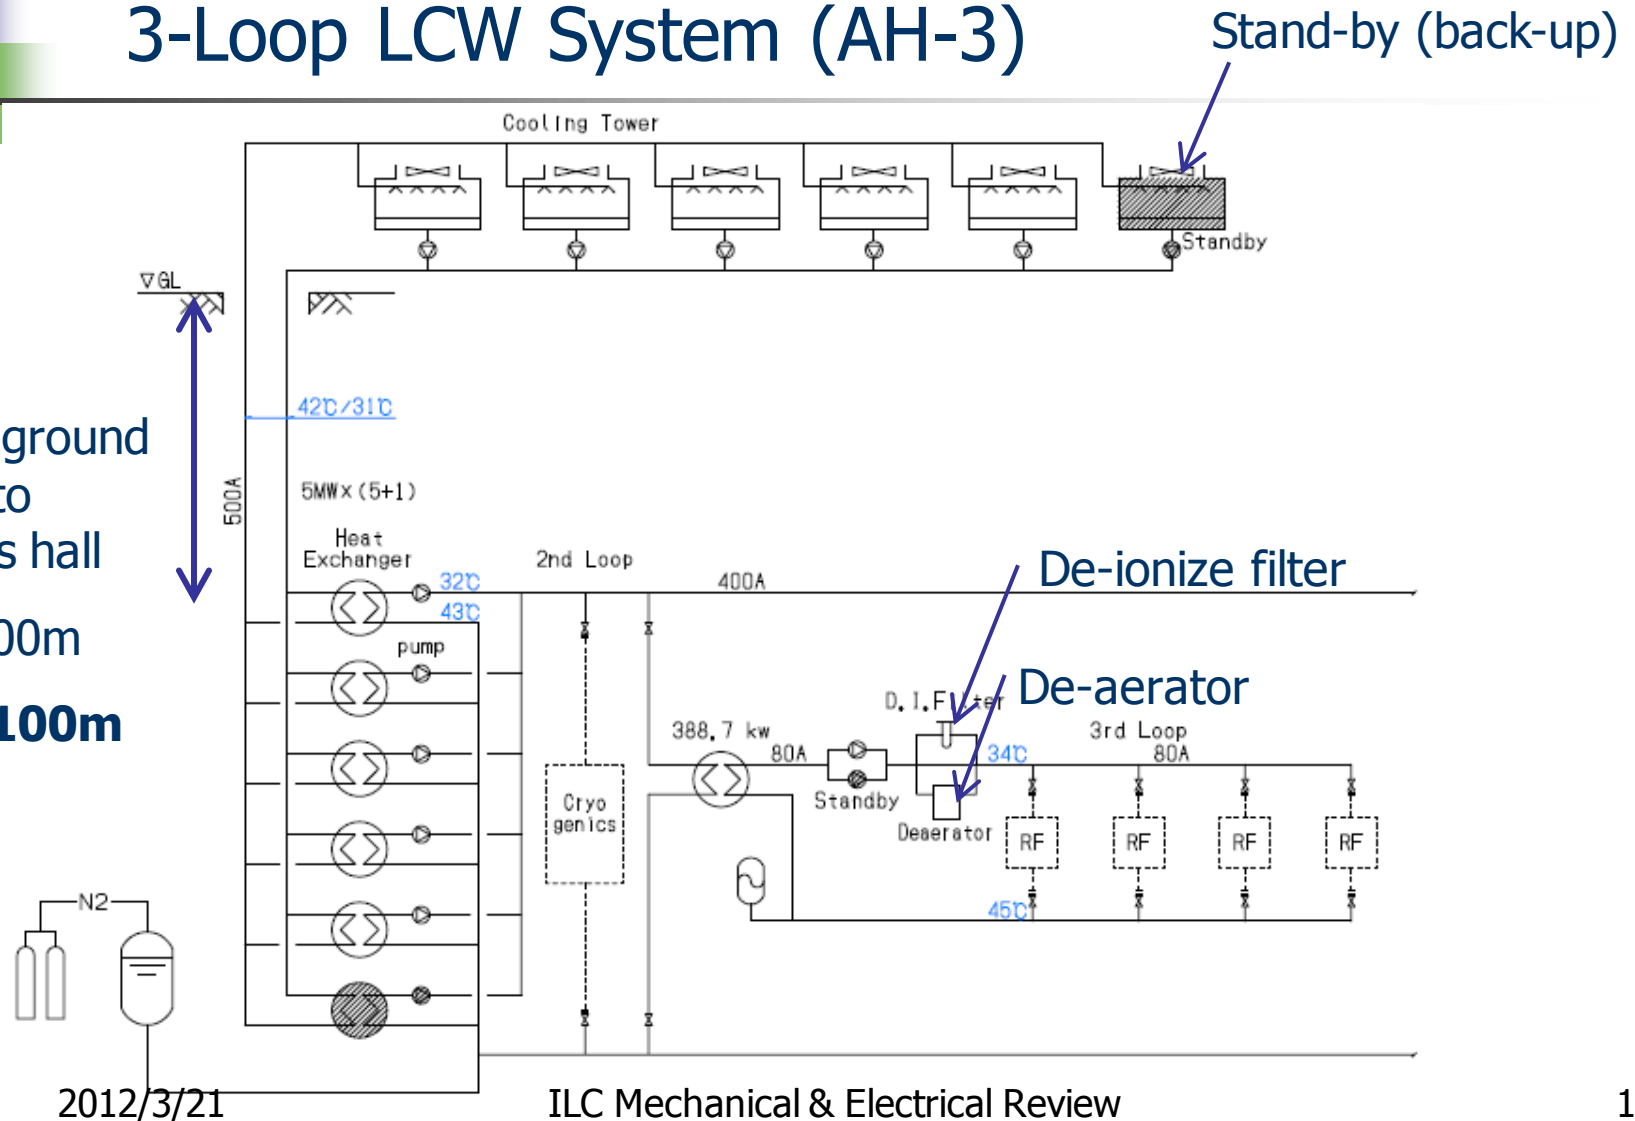 3-Loop LCW System (AH-3)
Stand-by (back-up)
Cooling Tower
Standby
▽GL
42℃/31℃
ground
to
s hall
00m
100m
500A
5MW×(5+1)
Heat
Exchanger
32℃
43℃
pump
2nd Loop
400A
De-ionize filter
De-aerator
D.I.Filter
388.7 kw
80A
34℃
3rd Loop
80A
Standby
Deaerator
Cryo
genics
RF
RF
RF
RF
45℃
N2
2012/3/21
ILC Mechanical & Electrical Review
1